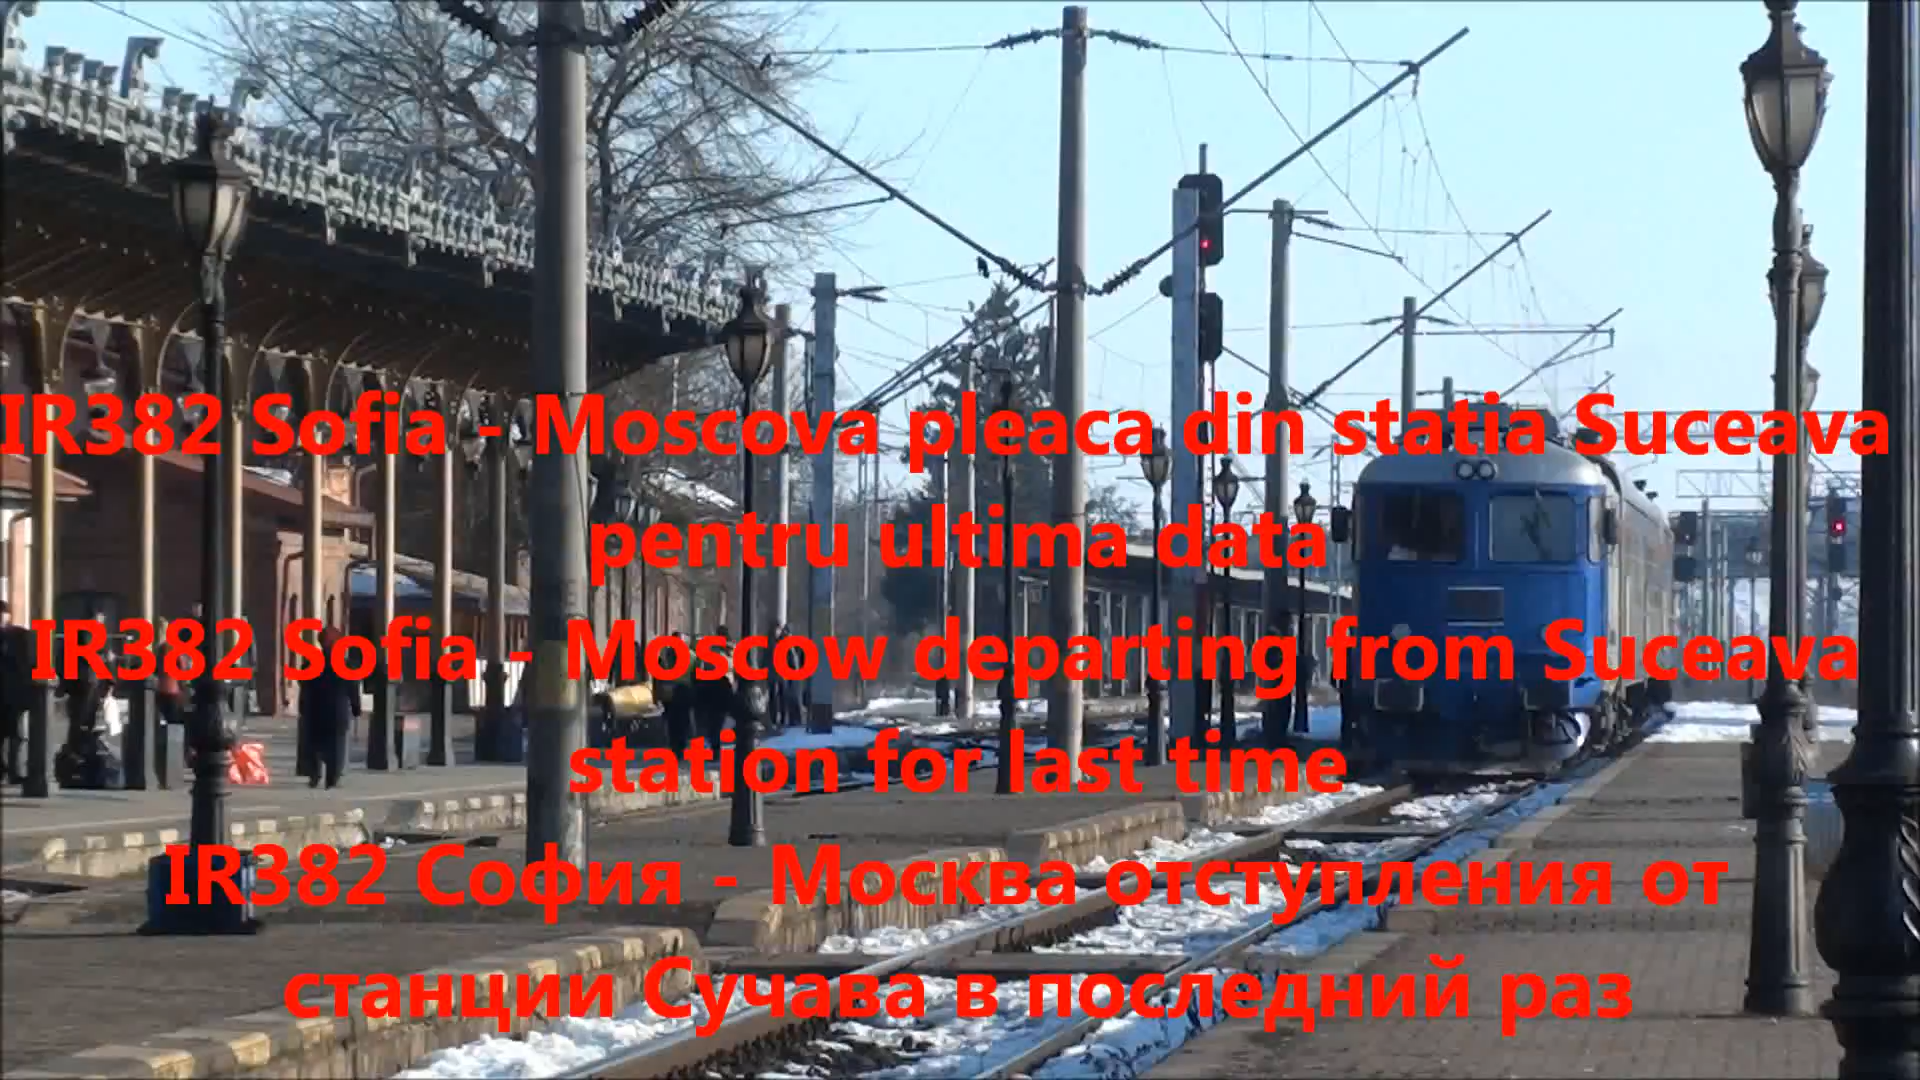 IR382 Sofia - Moscova pleaca din statia Suceava
pentru ultima data
IR382 Sofia - Moscow departing from Suceava
station for last time
IR382 София - Москва отступления от
станции Сучава в последний раз